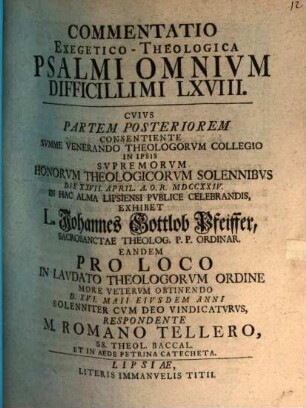 12
COMMENTATIO
EXEGETICO-THEOLOGICA
PSALMI OMNIVM
DIFFICILLIMI LXVIII.
CVIVS
PARTEM POSTERIOREM
CONSENTIENTE
SVMME VENERANDO THEOLOGORVM COLLEGIO
IN IPSIS
SVPREMORVM
HONORVM THEOLOGICORVM SOLENNIBVS
DIE XXVII. APRIL. A. O. R. MDCCXXIV.
IN HAC ALMA LIPSIENSI PVBLICE CELEBRANDIS,
EXHIBET
L. Johannes Gottlob Pfeiffer,
SACROSANCTAE THEOLOG. P. P. ORDINAR.
EANDEM
PRO LOCO
IN LAVDATO THEOLOGORVM ORDINE
MORE VETERVM OBTINENDO
D. XVI. MAII EIVSDEM ANNI
SOLENNITER CVM DEO VINDICATVRVS,
RESPONDENTE
M. ROMANO TELLERO,
SS. THEOL. BACCAL.
ET IN AEDE PETRINA CATECHETA.
LIPSIAE,
LITERIS IMMANVELIS TITII.